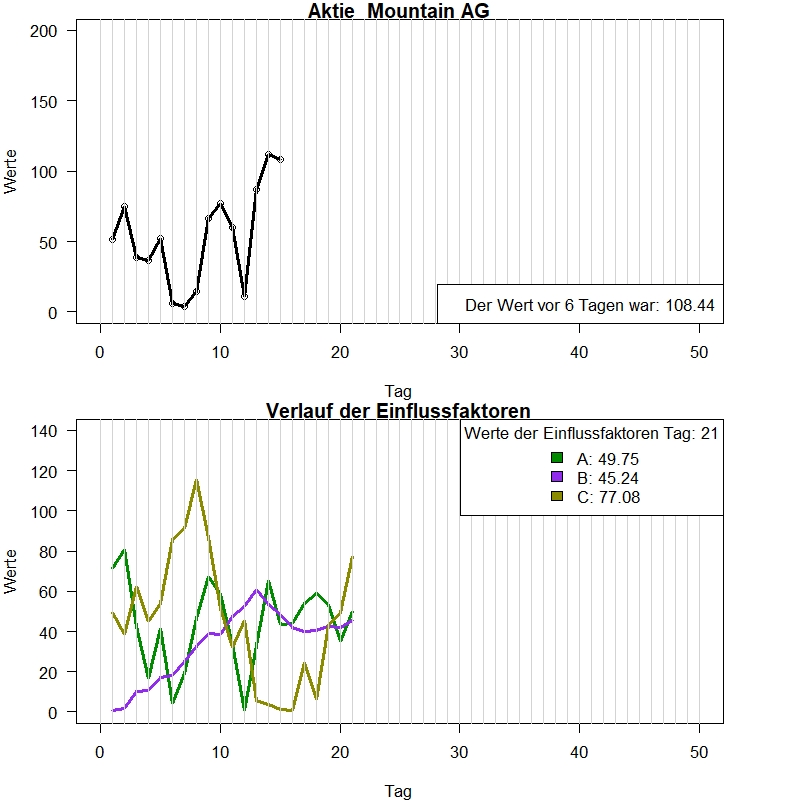 Aktie  Mountain AG
Werte
200
150
100
50
0
Der Wert vor 6 Tagen war: 108.44
0 10 20 30 40 50
Tag
Verlauf der Einflussfaktoren
Werte
140
120
100
80
60
40
20
0
Werte der Einflussfaktoren Tag: 21
A: 49.75
B: 45.24
C: 77.08
0 10 20 30 40 50
Tag